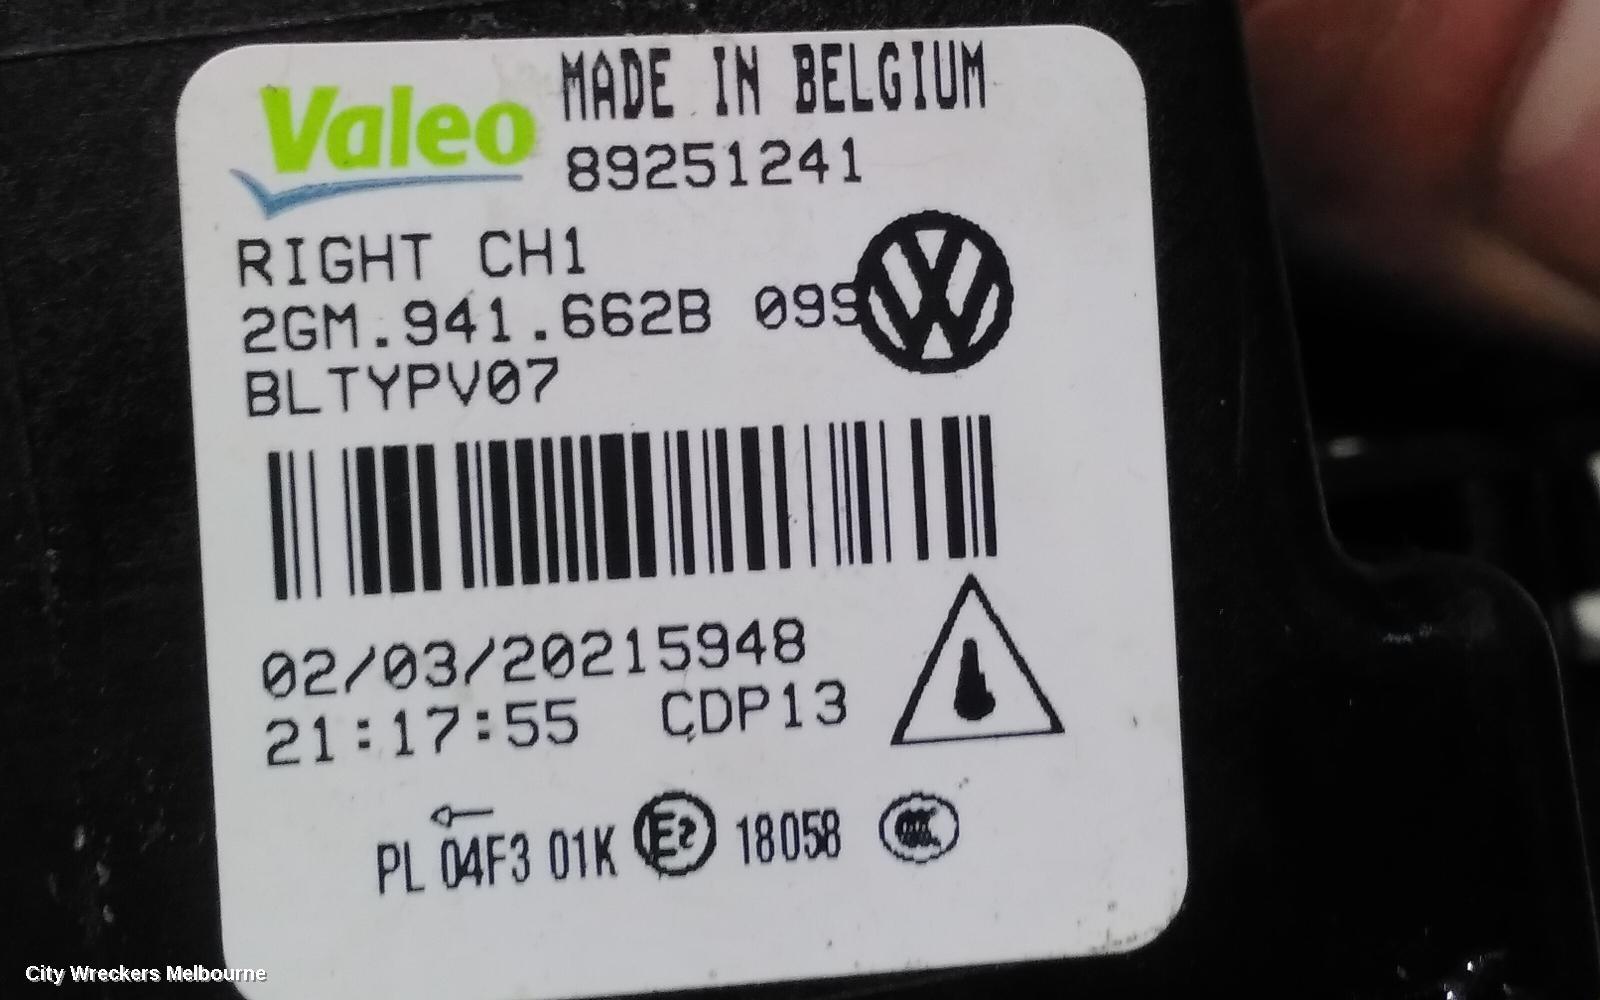 Valeo
MADE IN BELGIUM
89251241
RIGHT CH1
2GM.941.662B 099
BLTYPV07
02/03/20215948
21:17:55 CDP13
PL 04F3 01K E2 18058
City Wreckers Melbourne